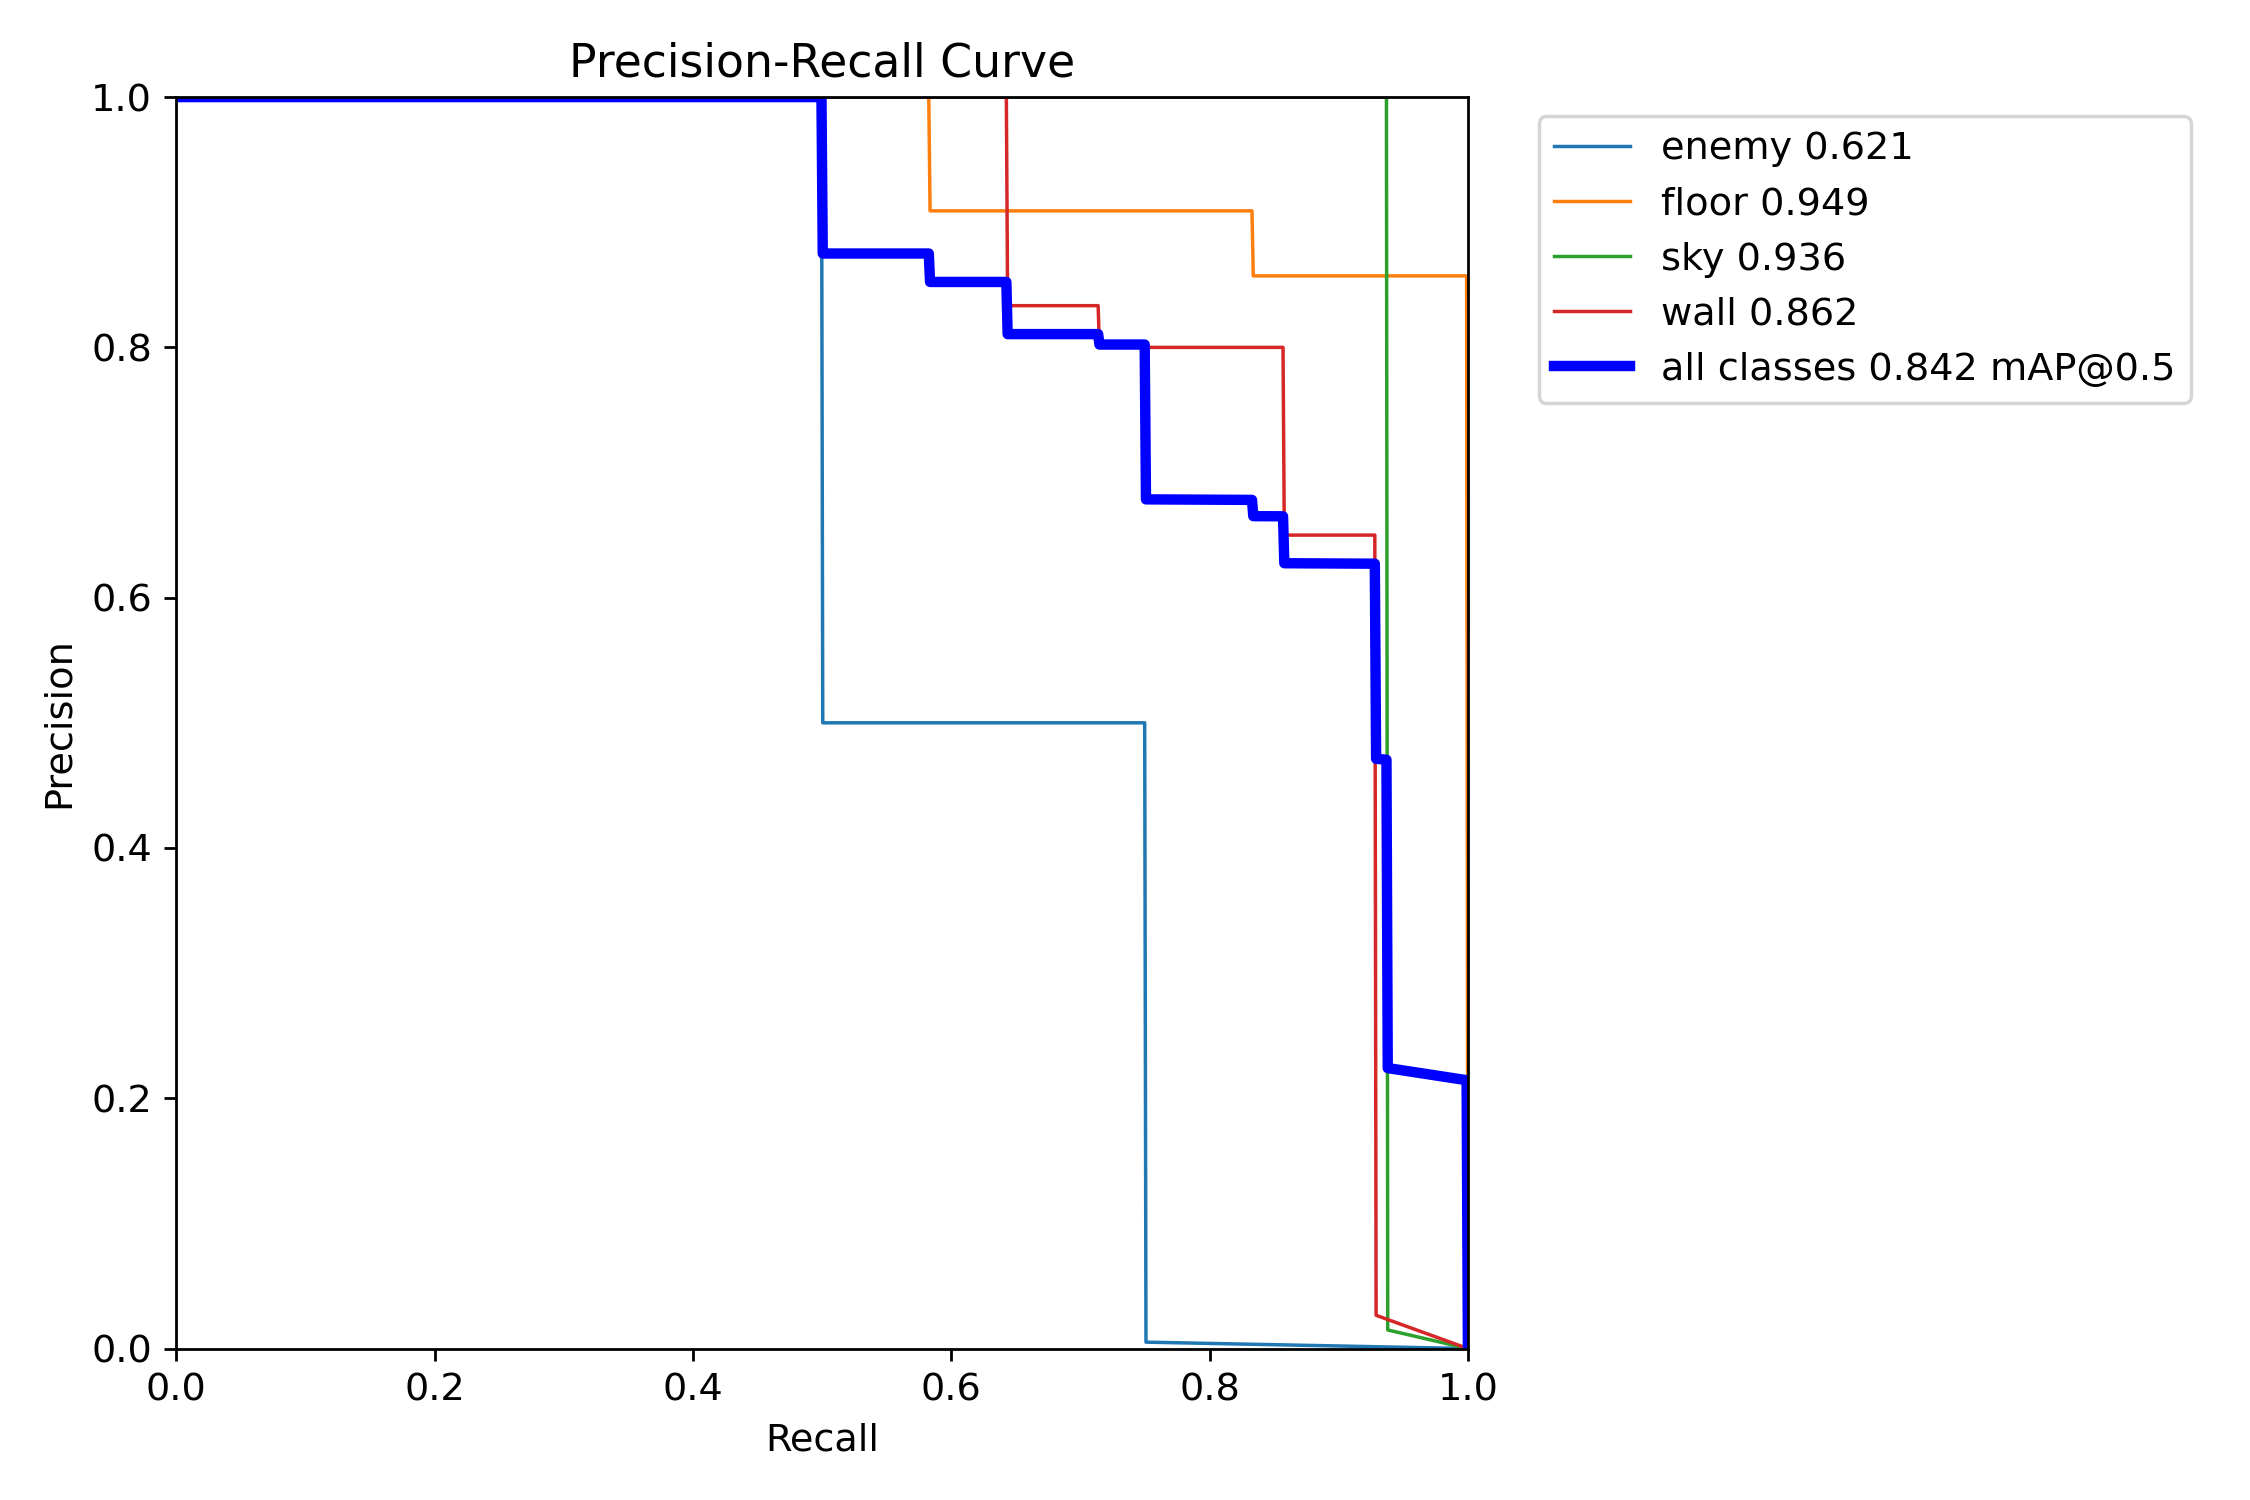 Precision-Recall Curve
1.0
0.8
0.6
0.4
0.2
0.0
Precision
0.0 0.2 0.4 0.6 0.8 1.0
Recall
enemy 0.621
floor 0.949
sky 0.936
wall 0.862
all classes 0.842 mAP@0.5